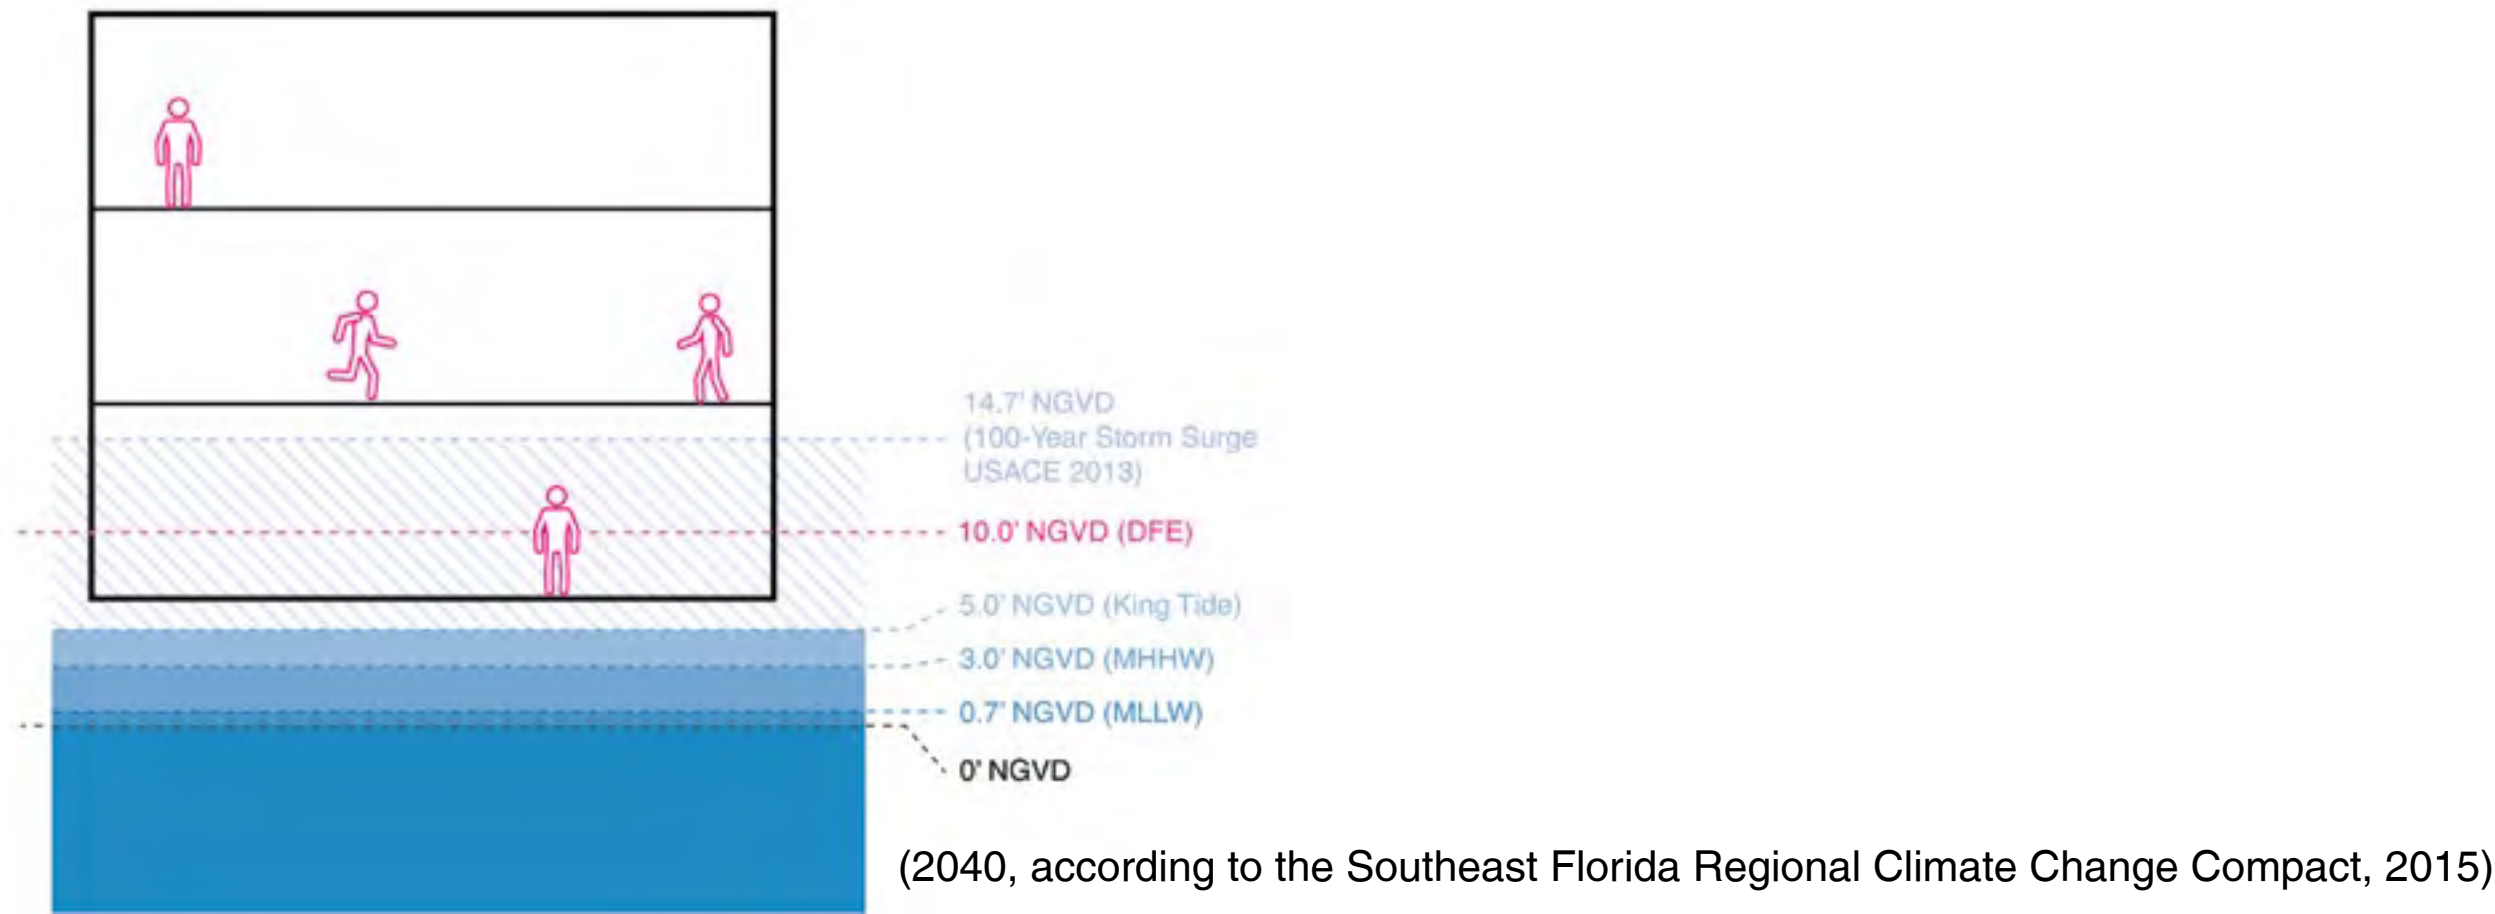 14.7' NGVD
(100-Year Storm Surge
USACE 2013)
10.0' NGVD (DFE)
5.0' NGVD (King Tide)
3.0' NGVD (MHHW)
0.7' NGVD (MLLW)
0' NGVD
(2040, according to the Southeast Florida Regional Climate Change Compact, 2015)